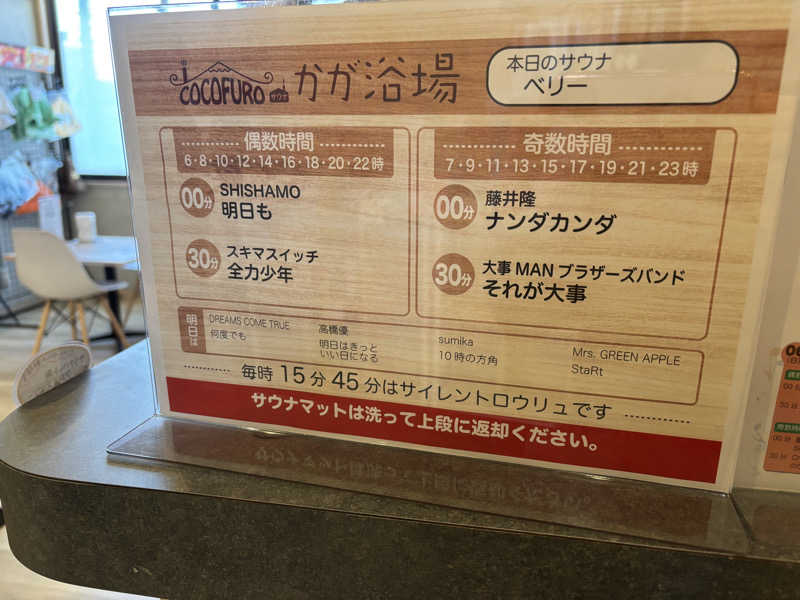 COCOFURO サウナ かが浴場
本日のサウナ
ベリー
偶数時間
6・8・10・12・14・16・18・20・22時
00分 SHISHAMO
明日も
30分 スキマスイッチ
全力少年
奇数時間
7・9・11・13・15・17・19・21・23時
00分 藤井隆
ナンダカンダ
30分 大事MANブラザーズバンド
それが大事
明日は
DREAMS COME TRUE
何度でも
高橋優
明日はきっと
いい日になる
sumika
10時の方角
Mrs. GREEN APPLE
StaRt
毎時 15分 45分はサイレントロウリュです
サウナマットは洗って上段に返却ください。